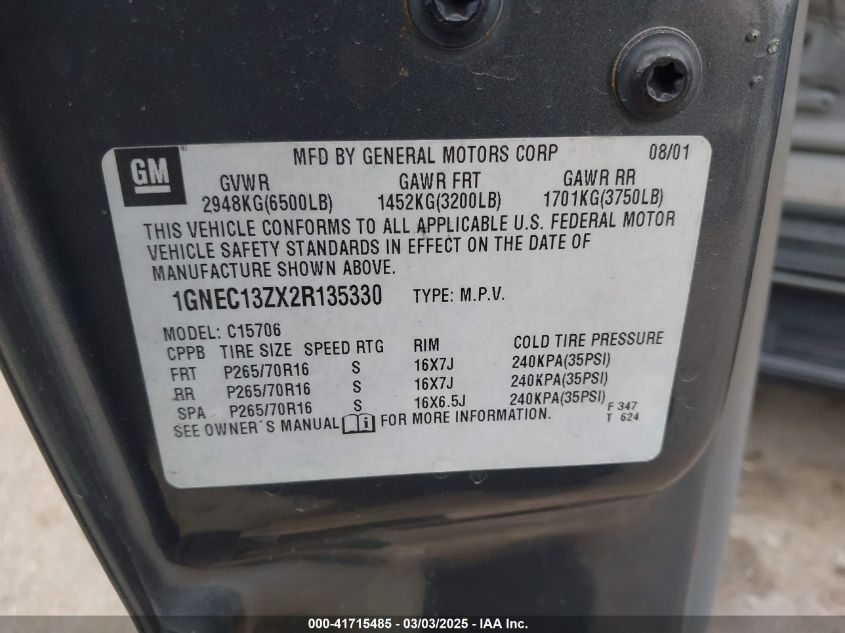 GM ® MFD BY GENERAL MOTORS CORP 08/01
GVWR GAWR FRT GAWR RR
2948KG(6500LB) 1452KG(3200LB) 1701KG(3750LB)
THIS VEHICLE CONFORMS TO ALL APPLICABLE U.S. FEDERAL MOTOR
VEHICLE SAFETY STANDARDS IN EFFECT ON THE DATE OF
MANUFACTURE SHOWN ABOVE.
1GNEC13ZX2R135330 TYPE: M.P.V.
MODEL: C15706
CPPB TIRE SIZE SPEED RTG RIM COLD TIRE PRESSURE
FRT P265/70R16 S 16X7J 240KPA(35PSI)
RR P265/70R16 S 16X7J 240KPA(35PSI)
SPA P265/70R16 S 16X6.5J 240KPA(35PSI)
SEE OWNER'S MANUAL i FOR MORE INFORMATION.
F 347
T 624
000-41715485 - 03/03/2025 - IAA Inc.